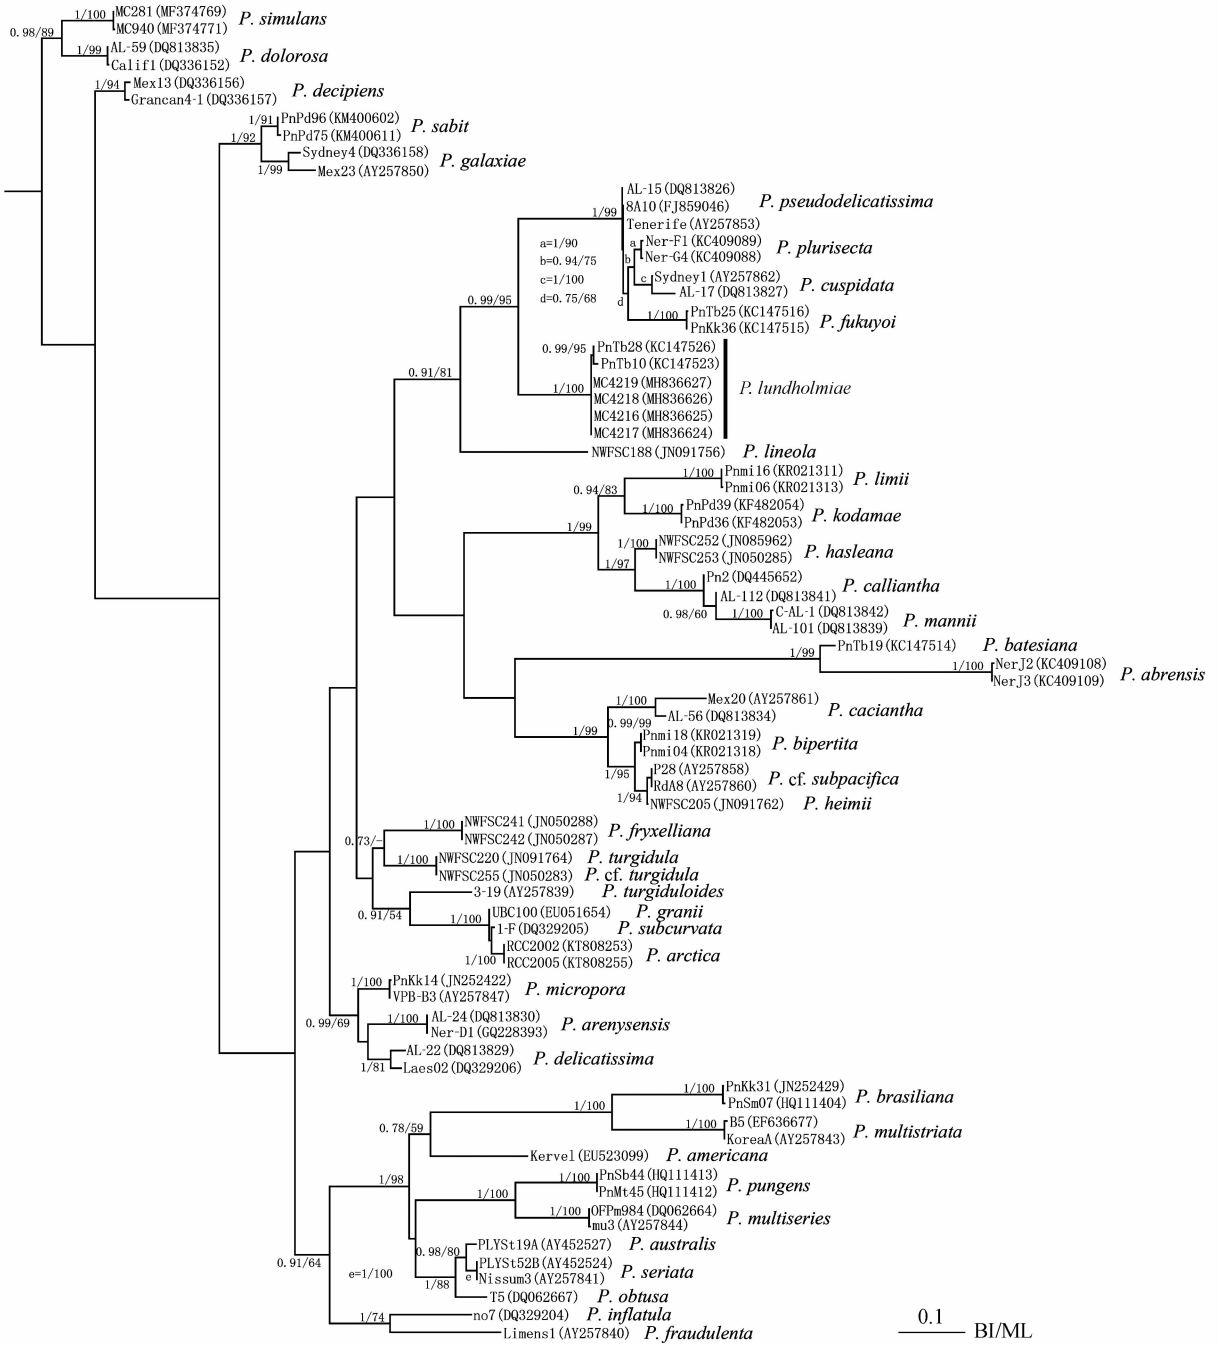 MC281(MF374769)
1/100
P. simulans
MC940(MF374771)
0.98/89
AL-59(DQ813835)
1/99
P. dolorosa
Calif1(DQ336152)
Mex13(DQ336156)
1/94
P. decipiens
Grancan4-1(DQ336157)
PnPd96(KM400602)
1/91
P. sabit
PnPd75(KM400611)
1/92
Sydney4(DQ336158)
P. galaxiae
1/99
Mex23(AY257850)
AL-15(DQ813826)
P. pseudodelicatissima
8A10(FJ859046)
1/99
Tenerife(AY257853)
a=1/90
a
Ner-F1(KC409089)
P. plurisecta
b=0.94/75
b
Ner-G4(KC409088)
c=1/100
c
Sydney1(AY257862)
P. cuspidata
AL-17(DQ813827)
d=0.75/68
d
0.99/95
PnTb25(KC147516)
1/100
P. fukuyoi
PnKk36(KC147515)
0.99/95
PnTb28(KC147526)
PnTb10(KC147523)
0.91/81
MC4219(MH836627)
1/100
P. lundholmiae
MC4218(MH836626)
MC4216(MH836625)
MC4217(MH836624)
NWFSC188(JN091756)
P. lineola
Pnmi16(KR021311)
1/100
P. limii
Pnmi06(KR021313)
0.94/83
PnPd39(KF482054)
1/100
P. kodamae
PnPd36(KF482053)
1/99
NWFSC252(JN085962)
1/100
P. hasleana
NWFSC253(JN050285)
1/97
Pn2(DQ445652)
1/100
P. calliantha
AL-112(DQ813841)
0.98/60
C-AL-1(DQ813842)
1/100
P. mannii
AL-101(DQ813839)
PnTb19(KC147514)
P. batesiana
1/99
NerJ2(KC409108)
1/100
P. abrensis
NerJ3(KC409109)
Mex20(AY257861)
1/100
P. caciantha
AL-56(DQ813834)
0.99/99
1/99
Pnmi18(KR021319)
P. bipertita
Pnmi04(KR021318)
1/95
P28(AY257858)
P. cf. subpacifica
RdA8(AY257860)
1/94
NWFSC205(JN091762)
P. heimii
NWFSC241(JN050288)
1/100
P. fryxelliana
NWFSC242(JN050287)
0.73/-
NWFSC220(JN091764)
P. turgidula
1/100
NWFSC255(JN050283)
P. cf. turgidula
3-19(AY257839)
P. turgiduloides
0.91/54
UBC100(EU051654)
P. granii
1/100
1-F(DQ329205)
P. subcurvata
RCC2002(KT808253)
P. arctica
1/100
RCC2005(KT808255)
PnKk14(JN252422)
1/100
P. micropora
VPB-B3(AY257847)
0.99/69
AL-24(DQ813830)
1/100
P. arenysensis
Ner-D1(GQ228393)
AL-22(DQ813829)
P. delicatissima
1/81
Laes02(DQ329206)
PnKk31(JN252429)
1/100
P. brasiliana
PnSm07(HQ111404)
1/100
B5(EF636677)
1/100
P. multistriata
KoreaA(AY257843)
0.78/59
Kervel(EU523099)
P. americana
1/98
PnSb44(HQ111413)
1/100
P. pungens
PnMt45(HQ111412)
1/100
OFPm984(DQ062664)
1/100
P. multiseries
mu3(AY257844)
PLYSt19A(AY452527)
P. australis
0.98/80
0.91/64
PLYSt52B(AY452524)
P. seriata
e=1/100
e
Nissum3(AY257841)
1/88
T5(DQ062667)
P. obtusa
no7(DQ329204)
P. inflatula
1/74
Limens1(AY257840)
P. fraudulenta
0.1
BI/ML